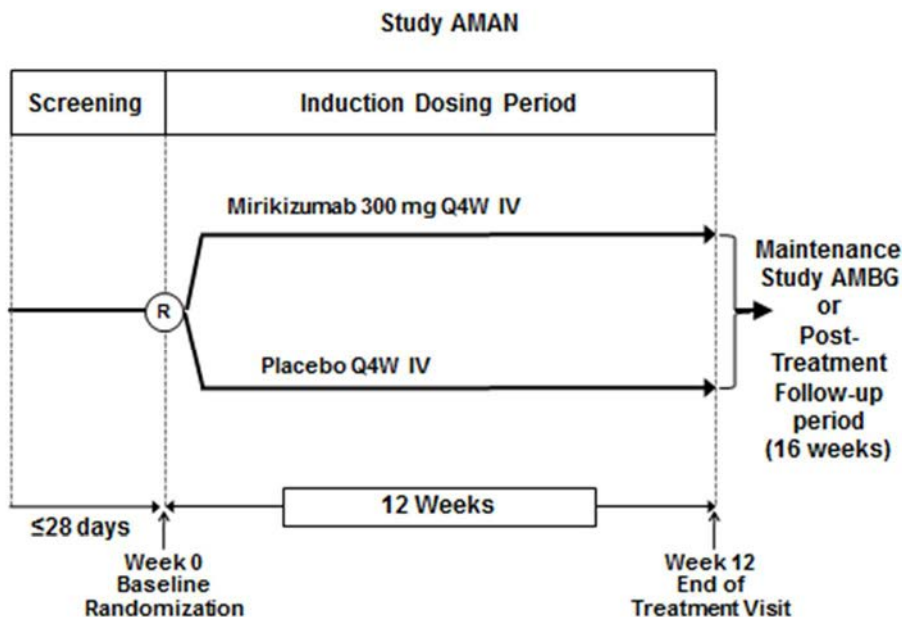 Study AMAN
Screening
Induction Dosing Period
Mirikizumab 300 mg Q4W IV
R
Placebo Q4W IV
Maintenance
Study AMBG
or
Post-
Treatment
Follow-up
period
(16 weeks)
≤28 days
12 Weeks
Week 0
Baseline
Randomization
Week 12
End of
Treatment Visit